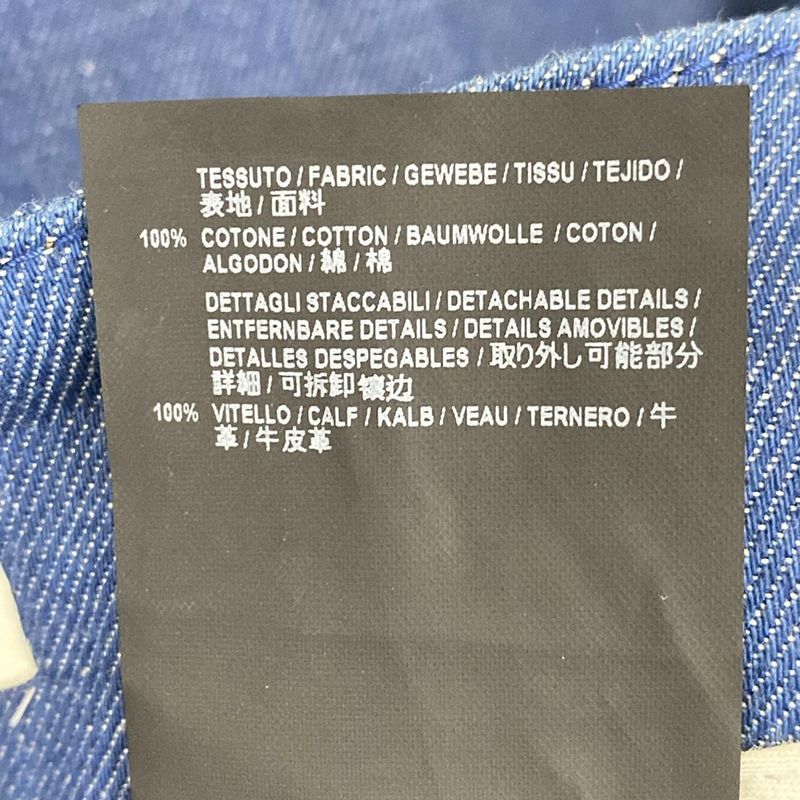 TESSUTO / FABRIC / GEWEBE / TISSU / TEJIDO /
表地 / 面料
100% COTONE / COTTON / BAUMWOLLE / COTON /
ALGODON / 綿 / 棉
DETTAGLI STACCABILI / DETACHABLE DETAILS /
ENTFERNBARE DETAILS / DETAILS AMOVIBLES /
DETALLES DESPEGABLES / 取り外し可能部分
詳細 / 可拆卸镶边
100% VITELLO / CALF / KALB / VEAU / TERNERO / 牛
革 / 牛皮革